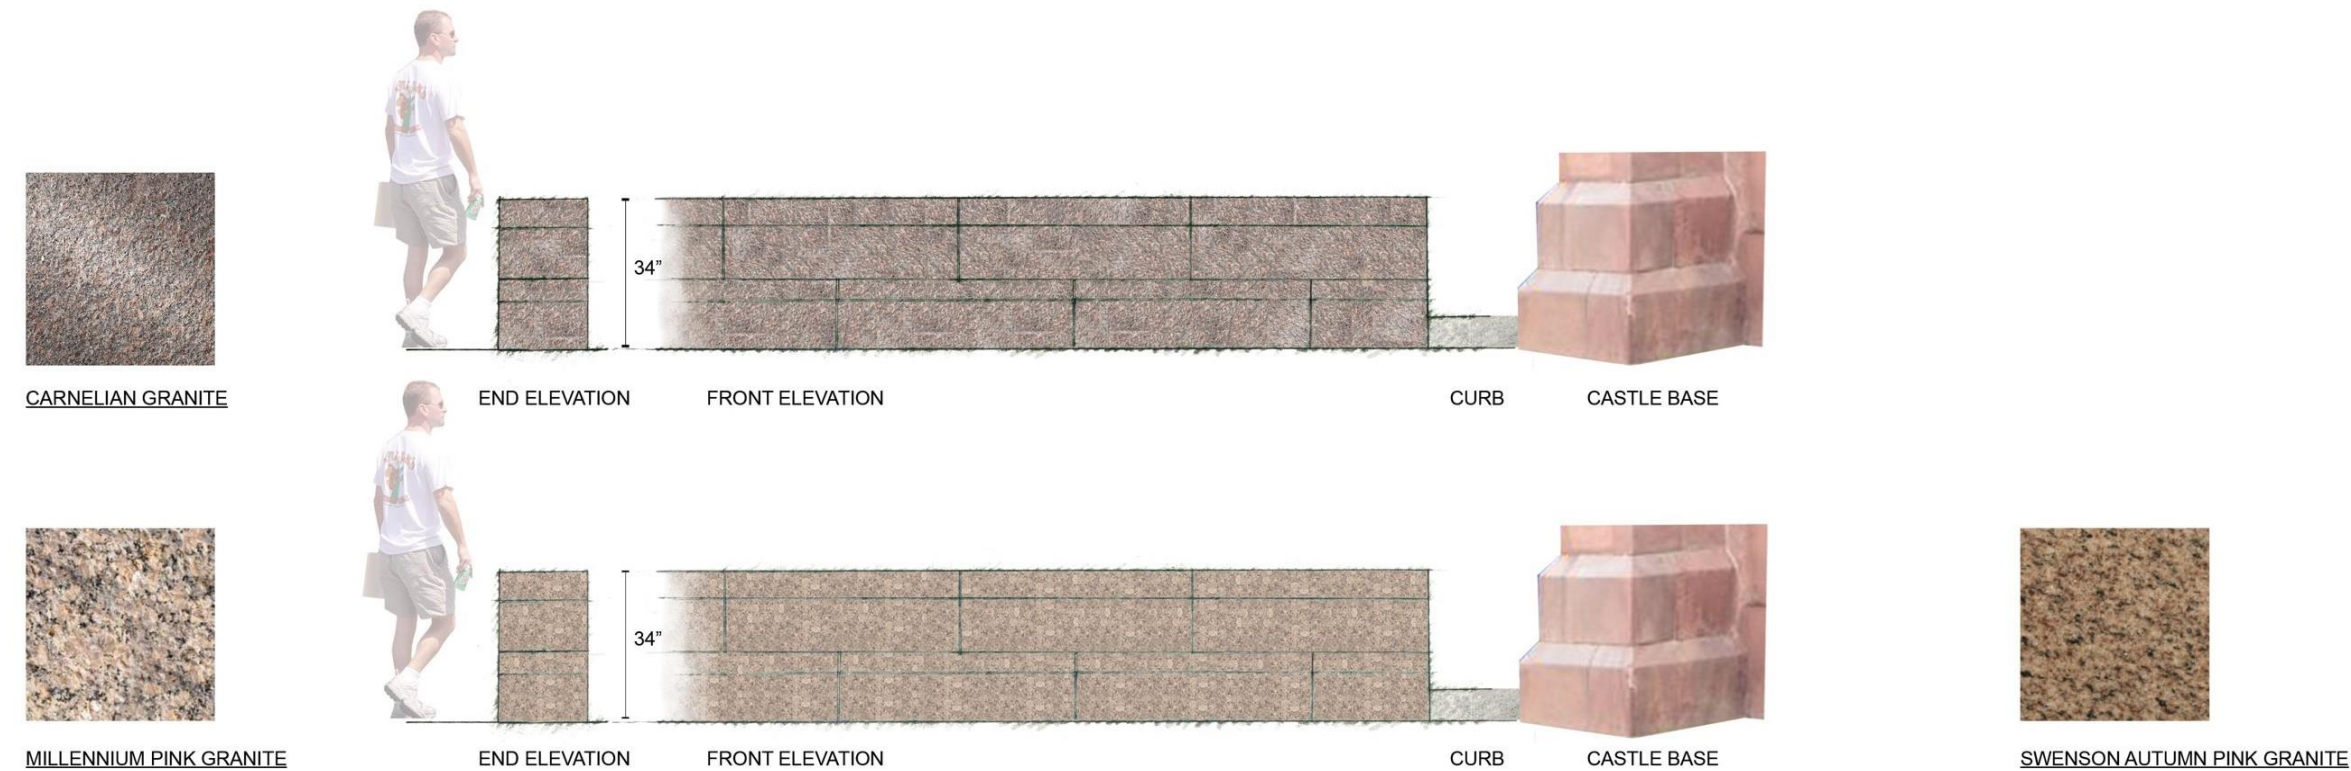 34”
CARNELIAN GRANITE
END ELEVATION
FRONT ELEVATION
CURB
CASTLE BASE
34”
MILLENNIUM PINK GRANITE
END ELEVATION
FRONT ELEVATION
CURB
CASTLE BASE
SWENSON AUTUMN PINK GRANITE